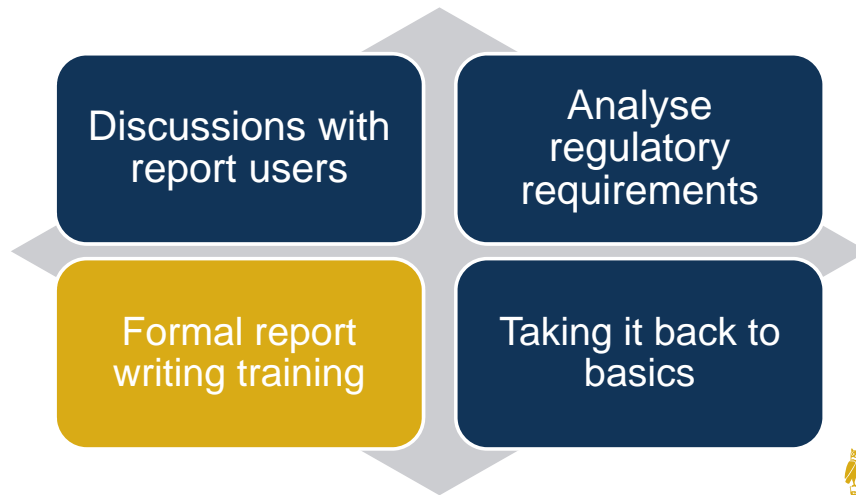 Discussions with
report users
Analyse
regulatory
requirements
Formal report
writing training
Taking it back to
basics